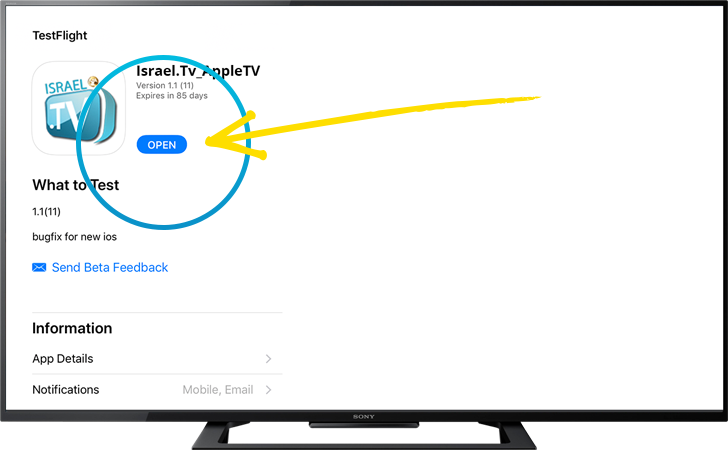 TestFlight
ISRAEL
.TV
Israel.Tv_AppleTV
Version 1.1 (11)
Expires in 85 days
OPEN
What to Test
1.1(11)
bugfix for new ios
Send Beta Feedback
Information
App Details
Notifications Mobile, Email
SONY